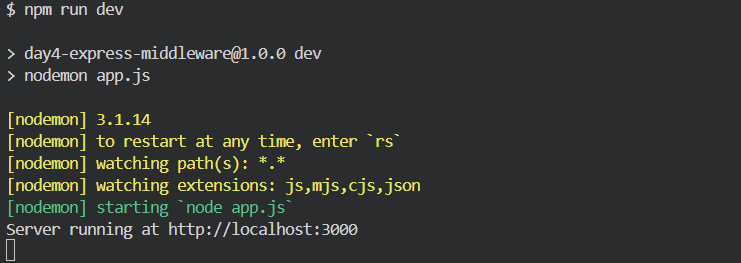 $ npm run dev
> day4-express-middleware@1.0.0 dev
> nodemon app.js
[nodemon] 3.1.14
[nodemon] to restart at any time, enter `rs`
[nodemon] watching path(s): *.*
[nodemon] watching extensions: js,mjs,cjs,json
[nodemon] starting `node app.js`
Server running at http://localhost:3000